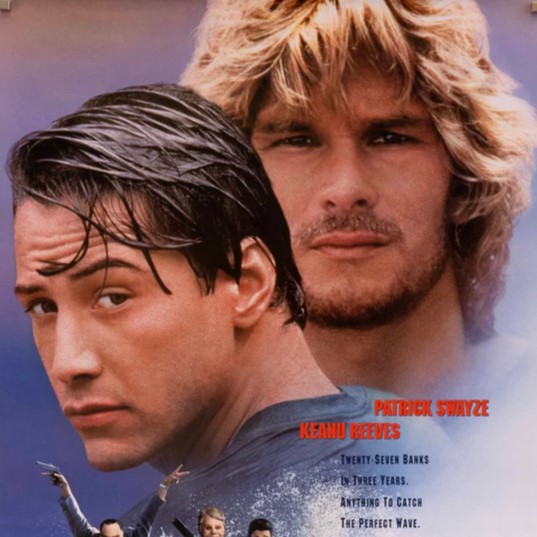 PATRICK SWAYZE
KEANU REEVES
TWENTY-SEVEN BANKS
IN THREE YEARS.
ANYTHING TO CATCH
THE PERFECT WAVE.